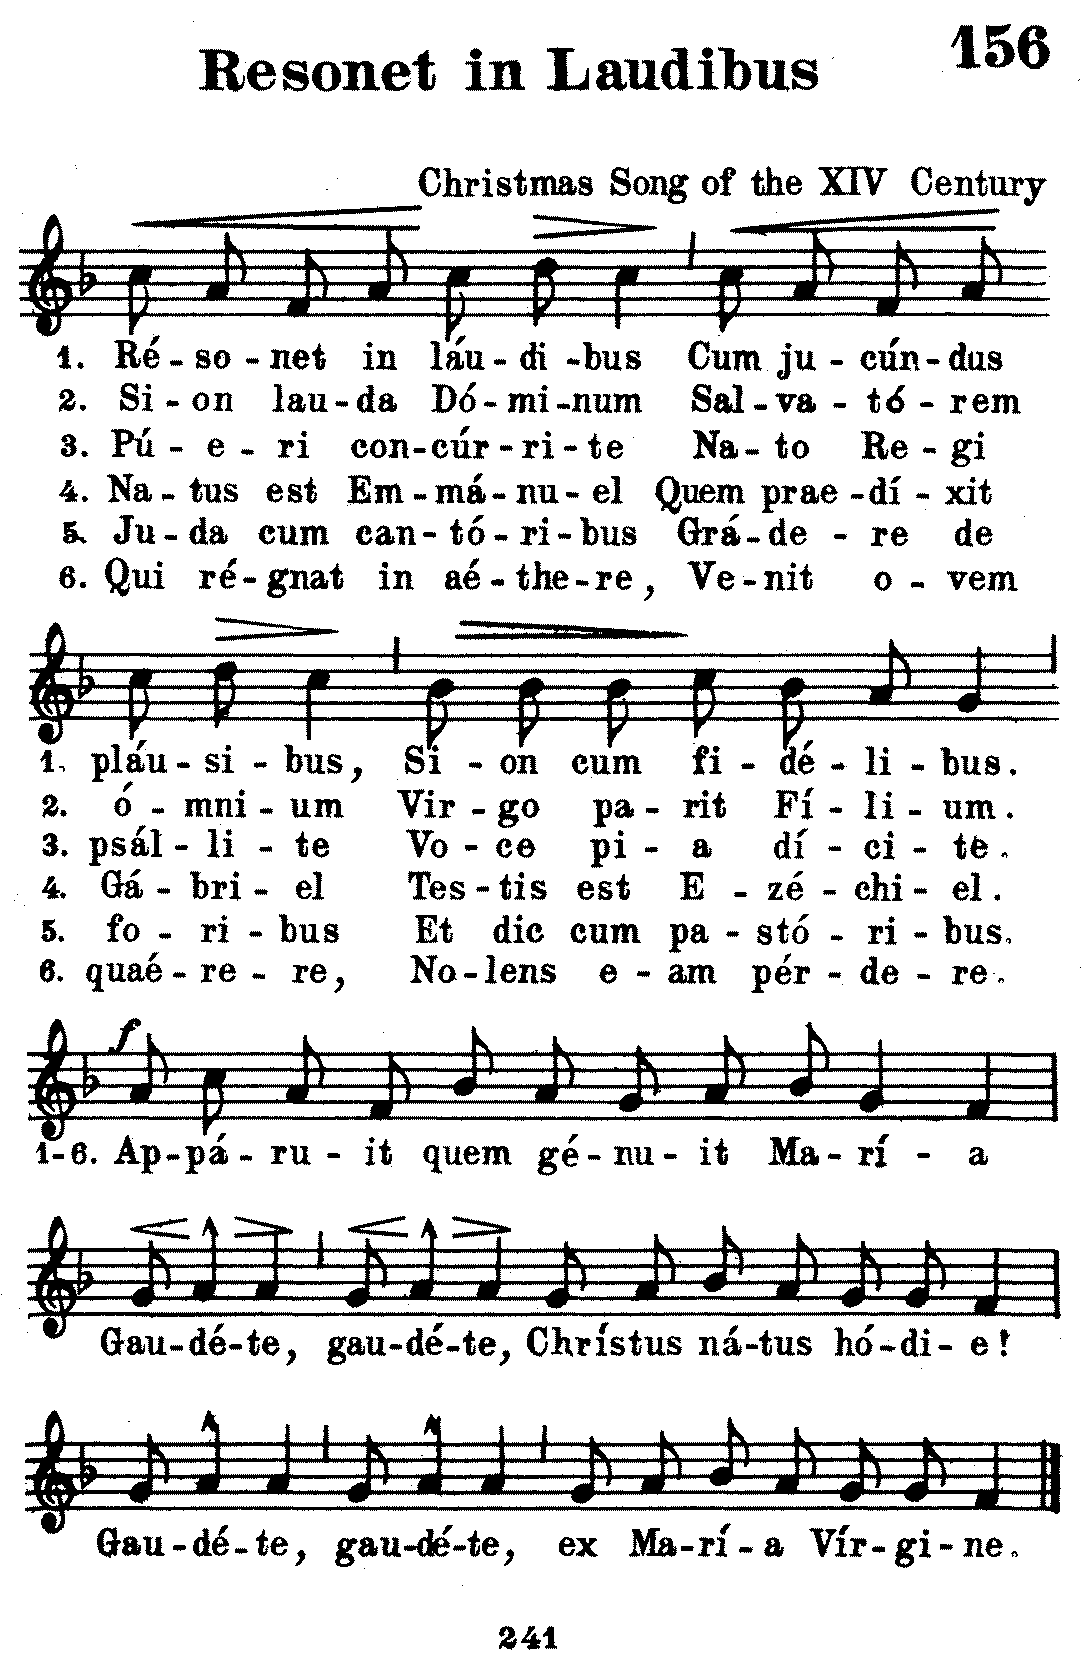 156
Resonet in Laudibus
Christmas Song of the XIV Century
1. Ré - so - net in láu - di - bus Cum ju - cún - dus
2. Si - on lau - da Dó - mi - num Sal - va - tó - rem
3. Pú - e - ri con - cúr - ri - te Na - to Re - gi
4. Na - tus est Em - má - nu - el Quem prae - dí - xit
5. Ju - da cum can - tó - ri - bus Grá - de - re de
6. Qui ré - gnat in aé - the - re, Ve - nit o - vem
1. pláu - si - bus, Si - on cum fi - dé - li - bus.
2. ó - mni - um Vir - go pa - rit Fí - li - um.
3. psál - li - te Vo - ce pi - a dí - ci - te.
4. Gá - bri - el Tes - tis est E - zé - chi - el.
5. fo - ri - bus Et dic cum pa - stó - ri - bus.
6. quaé - re - re, No - lens e - am pér - de - re.
f
1-6. Ap - pá - ru - it quem gé - nu - it Ma - rí - a
Gau - dé - te, gau - dé - te, Chrístus ná - tus hó - di - e!
Gau - dé - te, gau - dé - te, ex Ma - rí - a Vír - gi - ne.
241